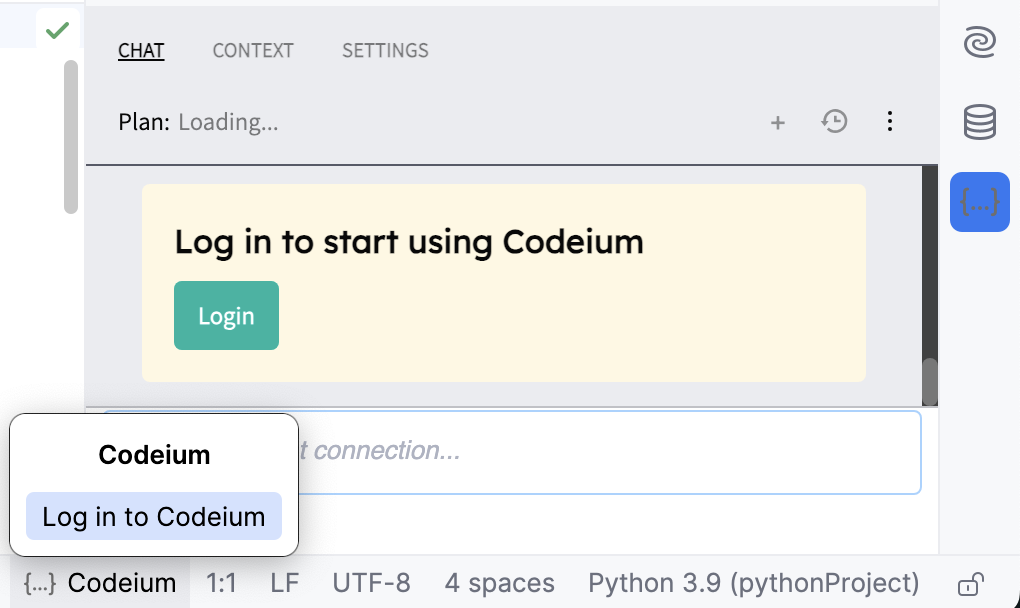 CHAT CONTEXT SETTINGS
Plan: Loading...
Log in to start using Codeium
Login
connection...
Codeium
Log in to Codeium
{...} Codeium 1:1 LF UTF-8 4 spaces Python 3.9 (pythonProject)
{...}